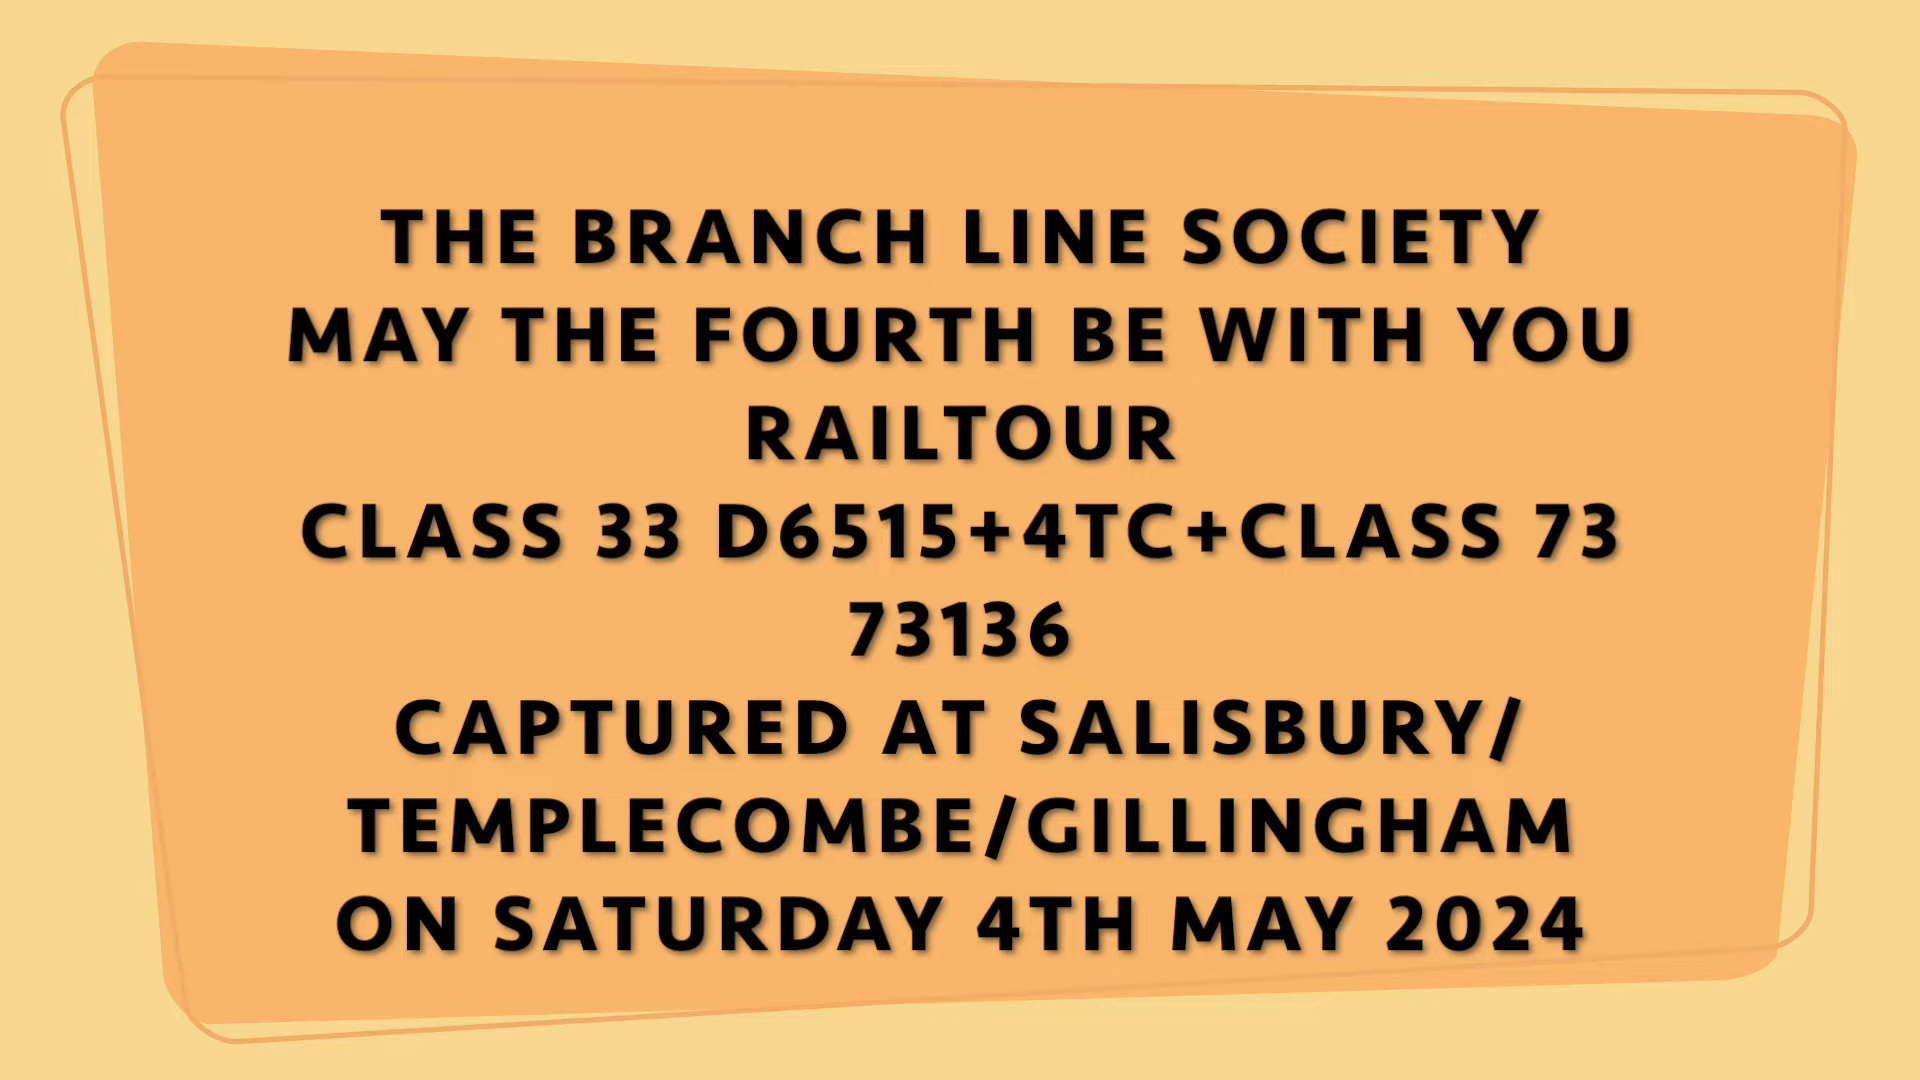 THE BRANCH LINE SOCIETY
MAY THE FOURTH BE WITH YOU
RAILTOUR
CLASS 33 D6515+4TC+CLASS 73
73136
CAPTURED AT SALISBURY/
TEMPLECOMBE/GILLINGHAM
ON SATURDAY 4TH MAY 2024